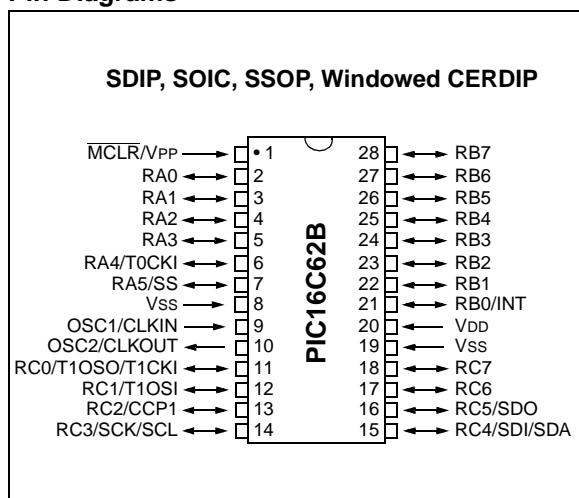 Pin Diagrams
SDIP, SOIC, SSOP, Windowed CERDIP
MCLR/VPP • 1 28 RB7
RA0 2 27 RB6
RA1 3 26 RB5
RA2 4 25 RB4
RA3 5 24 RB3
RA4/T0CKI 6 23 RB2
RA5/SS 7 22 RB1
VSS 8 21 RB0/INT
OSC1/CLKIN 9 20 VDD
OSC2/CLKOUT 10 19 VSS
RC0/T1OSO/T1CKI 11 18 RC7
RC1/T1OSI 12 17 RC6
RC2/CCP1 13 16 RC5/SDO
RC3/SCK/SCL 14 15 RC4/SDI/SDA
PIC16C62B